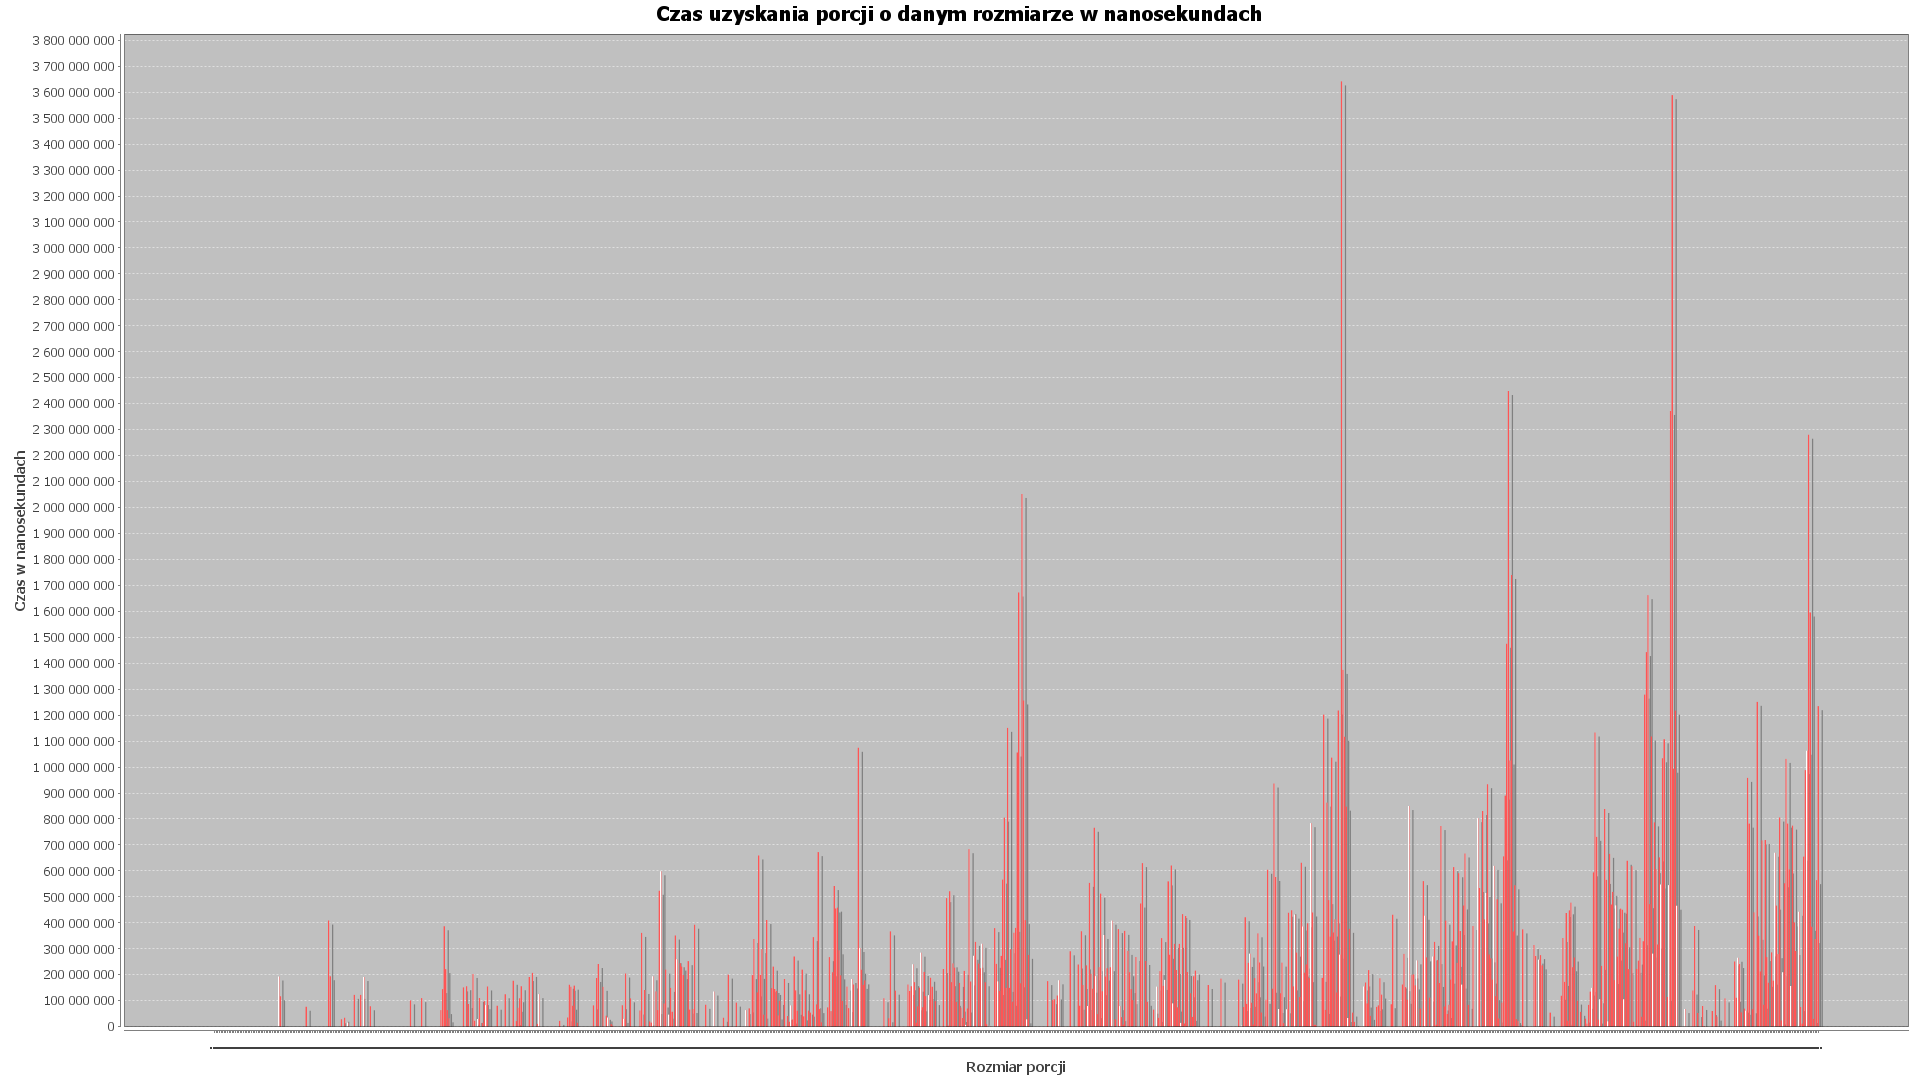 Czas uzyskania porcji o danym rozmiarze w nanosekundach
3 800 000 000
3 700 000 000
3 600 000 000
3 500 000 000
3 400 000 000
3 300 000 000
3 200 000 000
3 100 000 000
3 000 000 000
2 900 000 000
2 800 000 000
2 700 000 000
2 600 000 000
2 500 000 000
2 400 000 000
2 300 000 000
2 200 000 000
2 100 000 000
2 000 000 000
1 900 000 000
1 800 000 000
1 700 000 000
1 600 000 000
1 500 000 000
1 400 000 000
1 300 000 000
1 200 000 000
1 100 000 000
1 000 000 000
900 000 000
800 000 000
700 000 000
600 000 000
500 000 000
400 000 000
300 000 000
200 000 000
100 000 000
0
Czas w nanosekundach
Rozmiar porcji